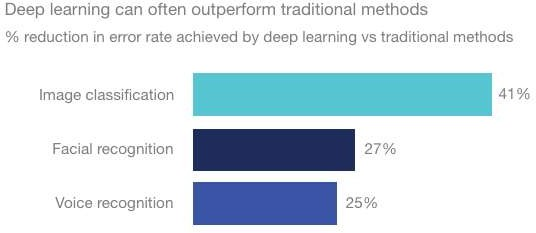 Deep learning can often outperform traditional methods
% reduction in error rate achieved by deep learning vs traditional methods
Image classification 41%
Facial recognition 27%
Voice recognition 25%